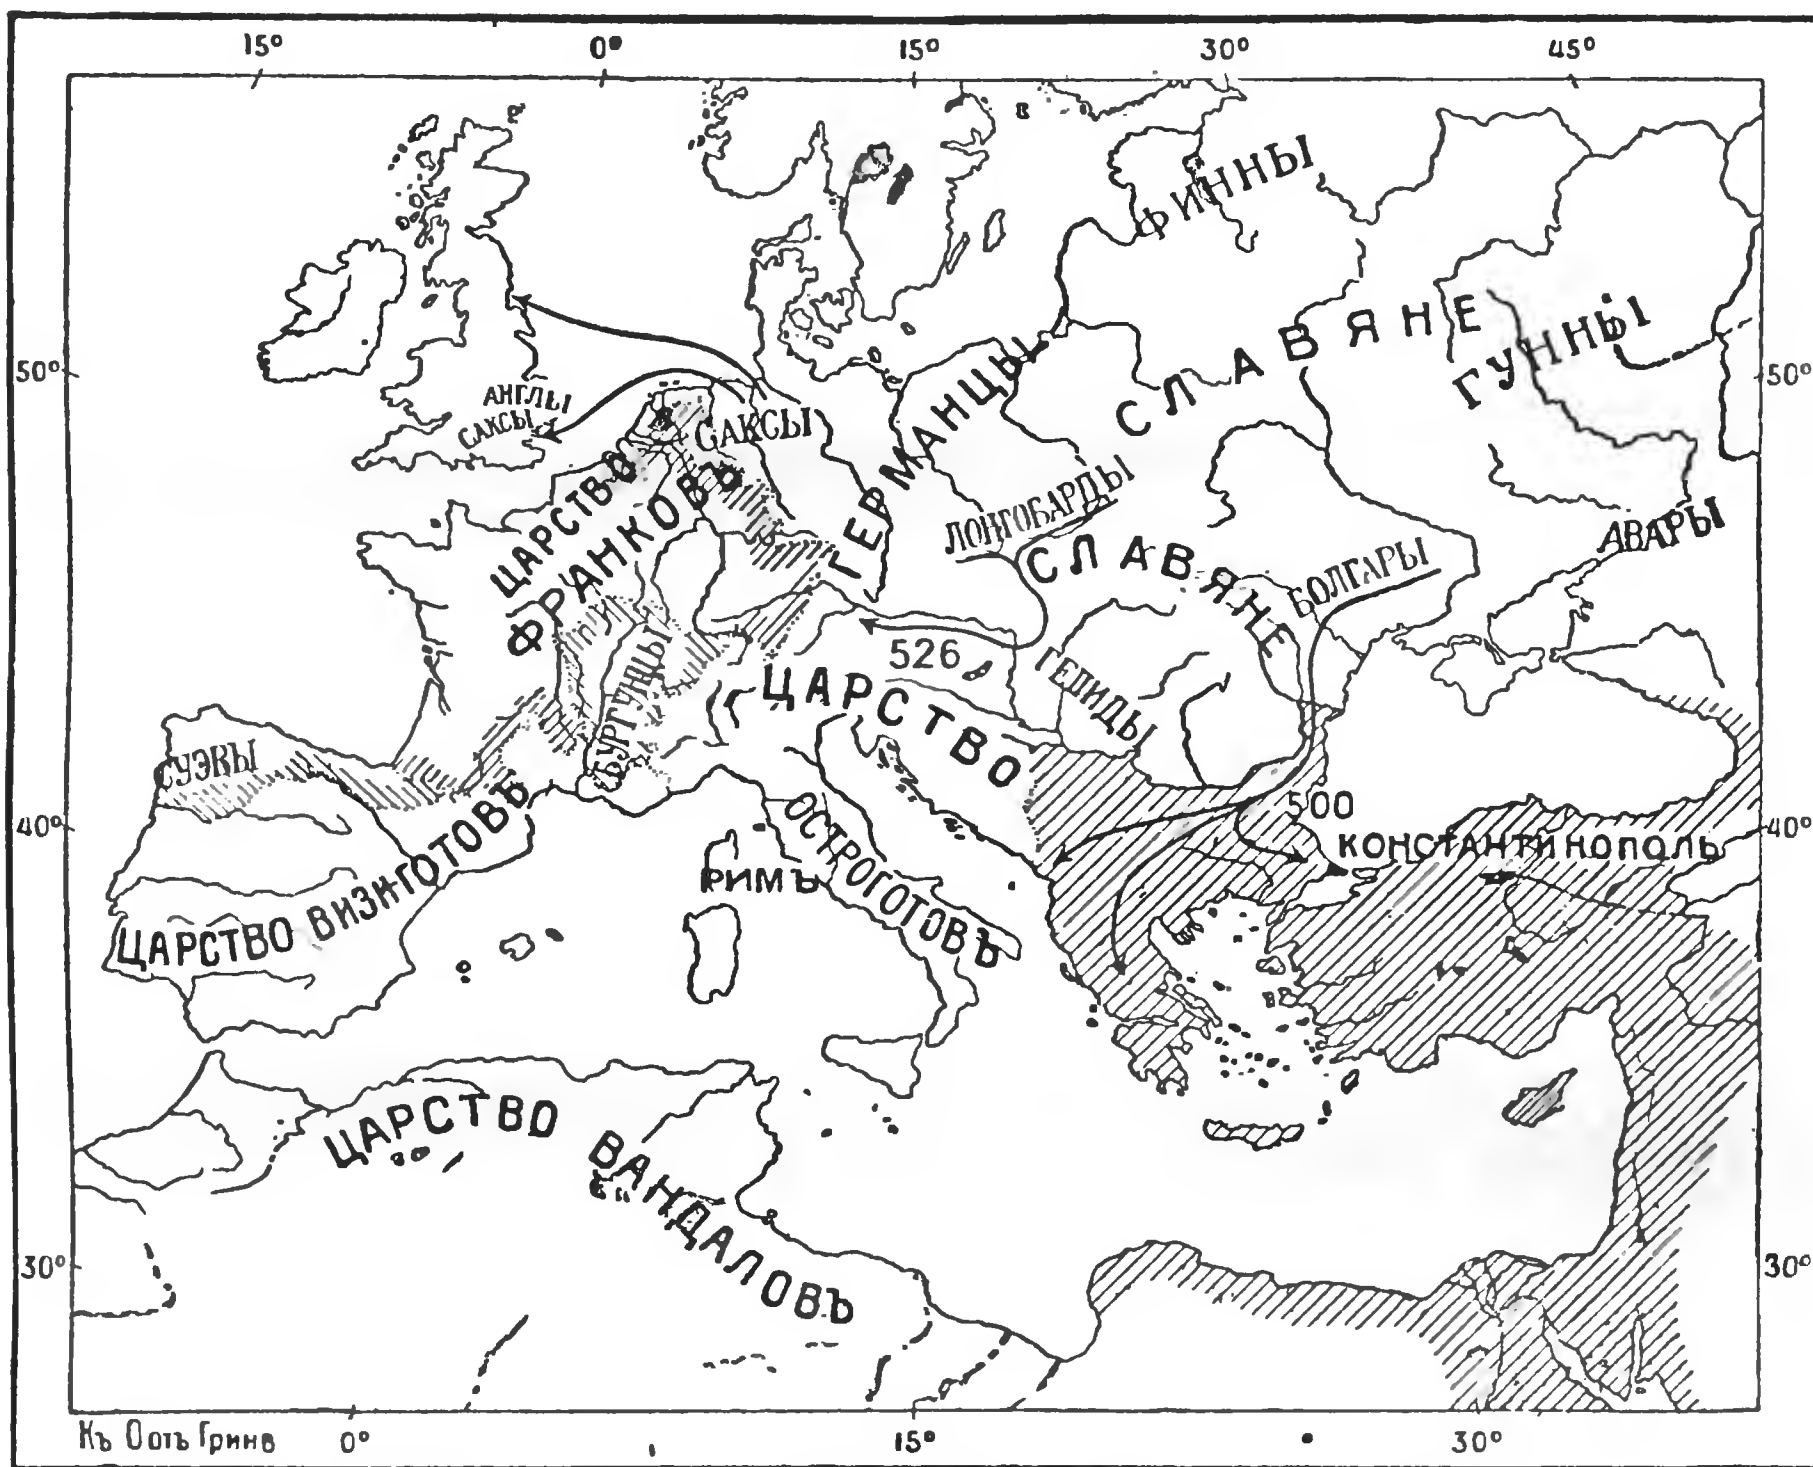 15° 0° 15° 30° 45°
ФИННЫ
СЛАВЯНЕ
ГУННЫ
50° 50°
АНГЛЫ
САКСЫ
САКСЫ
ГЕРМАНЦЫ
ЦАРСТВО
ФРАНКОВЪ
ЛОНГОБАРДЫ
СЛАВЯНЕ
БОЛГАРЫ
АВАРЫ
526
ГЕПИДЫ
БУРГУНДЫ
ЦАРСТВО
ОСТРОГОТОВЪ
СУЭВЫ
ЦАРСТВО ВИЗИГОТОВЪ
РИМЪ
500
КОНСТАНТИНОПОЛЬ
40° 40°
ЦАРСТВО
ВАНДАЛОВЪ
30° 30°
Къ О отъ Гринв 0° 15° 30°